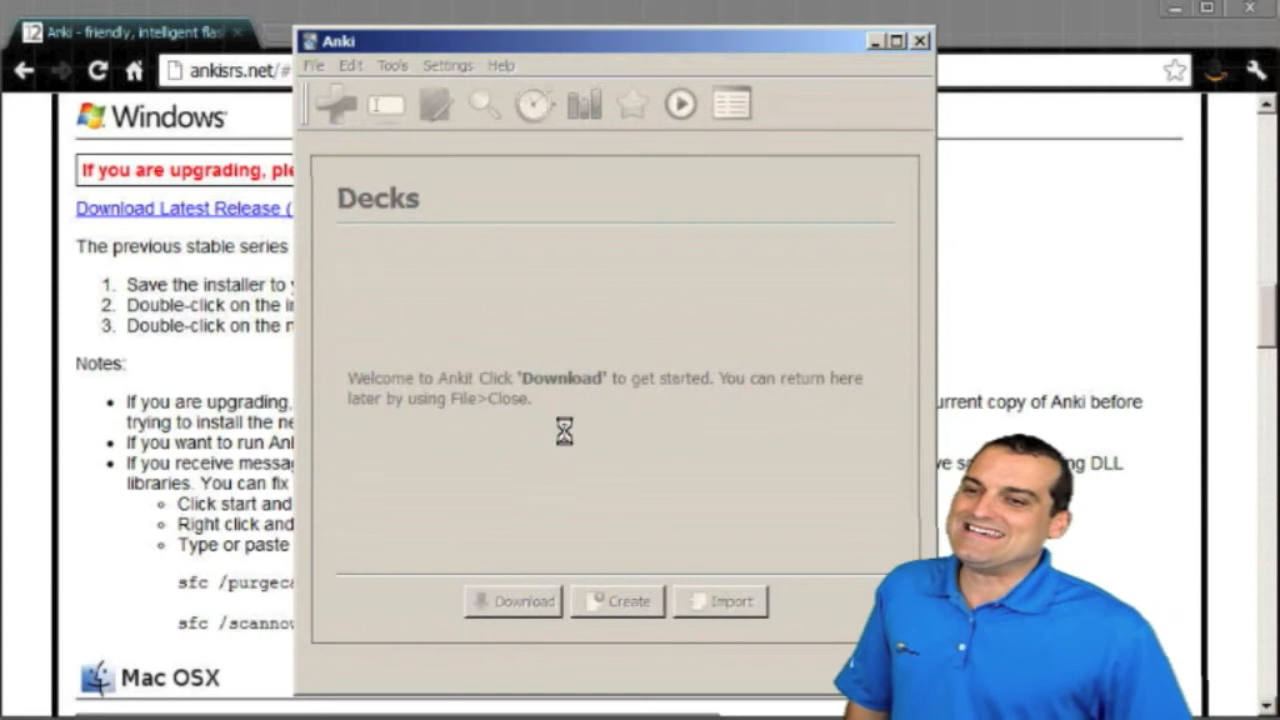 Anki - friendly, intelligent flas
ankisrs.net/#
Anki
File Edit Tools Settings Help
Windows
If you are upgrading, ple
Download Latest Release (
The previous stable series
1. Save the installer to
2. Double-click on the i
3. Double-click on the n
Notes:
If you are upgrading,
urrent copy of Anki before
trying to install the ne
If you want to run Anl
If you receive messag
ng DLL
libraries. You can fix
Click start and
Right click and
Type or paste
sfc /purgeca
sfc /scannow
Mac OSX
Decks
Welcome to Anki! Click 'Download' to get started. You can return here
later by using File>Close.
Download Create Import